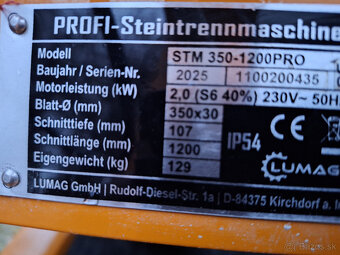 PROFI-Steintrennmaschine
Modell STM 350-1200PRO
Baujahr / Serien-Nr. 2025 1100200435
Motorleistung (kW) 2,0 (S6 40%) 230V~ 50H
Blatt-Ø (mm) 350x30
Schnitttiefe (mm) 107
Schnittlänge (mm) 1200
Eigengewicht (kg) 129
IP54 CE
LUMAG
LUMAG GmbH | Rudolf-Diesel-Str. 1a | D-84375 Kirchdorf a.
bazos.sk